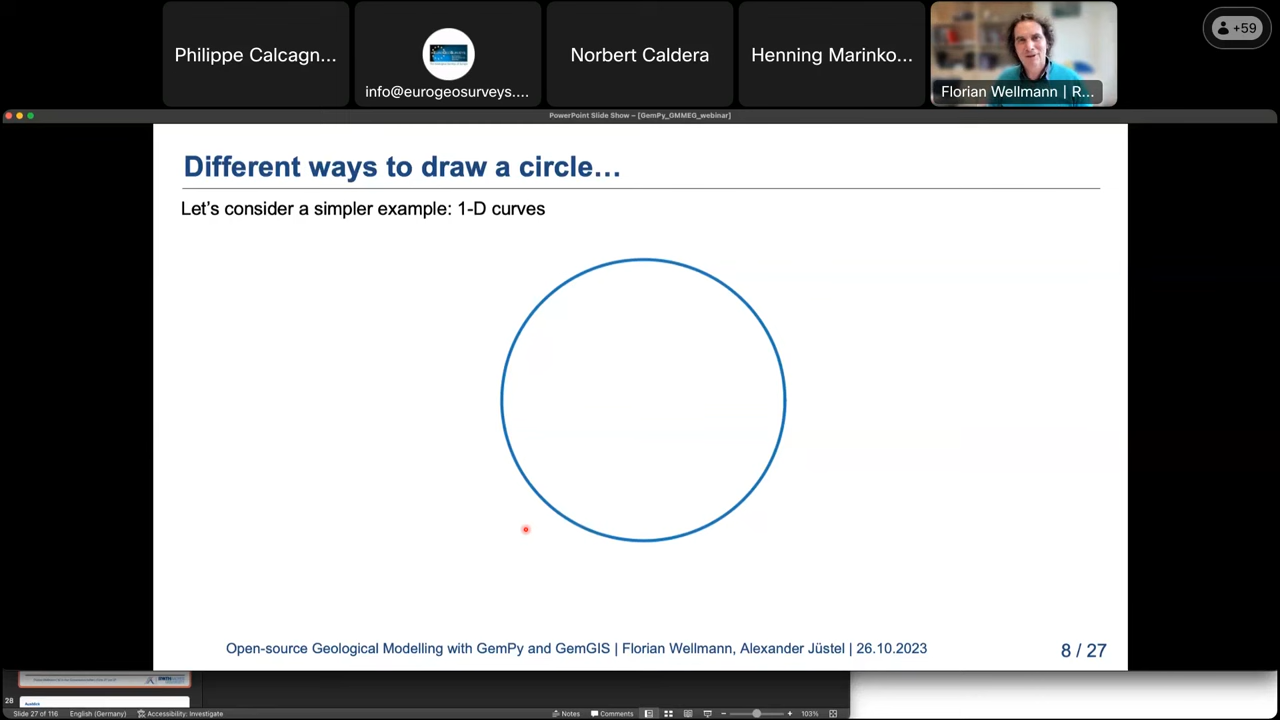 Philippe Calcagn...
info@eurogeosurveys....
Norbert Caldera
Henning Marinko...
Florian Wellmann | R...
+59
PowerPoint Slide Show – [GemPy_GMMEG_webinar]
Different ways to draw a circle…
Let's consider a simpler example: 1-D curves
Open-source Geological Modelling with GemPy and GemGIS | Florian Wellmann, Alexander Jüstel | 26.10.2023
8 / 27
28
Slide 27 of 116
English (Germany)
Accessibility: Investigate
Notes
Comments
103%